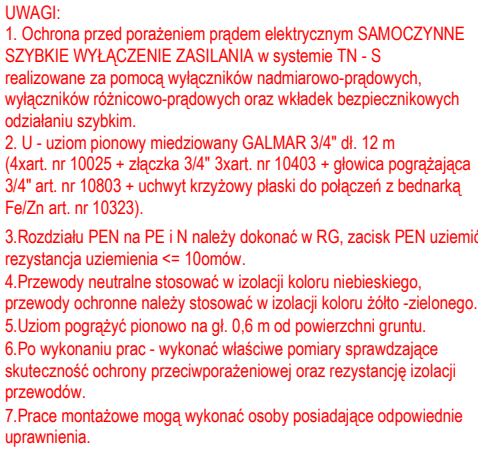 UWAGI:
1. Ochrona przed porażeniem prądem elektrycznym SAMOCZYNNE
SZYBKIE WYŁĄCZENIE ZASILANIA w systemie TN - S
realizowane za pomocą wyłączników nadmiarowo-prądowych,
wyłączników różnicowo-prądowych oraz wkładek bezpiecznikowych
odziałaniu szybkim.
2. U - uziom pionowy miedziowany GALMAR 3/4" dł. 12 m
(4xart. nr 10025 + złączka 3/4" 3xart. nr 10403 + głowica pogrążająca
3/4" art. nr 10803 + uchwyt krzyżowy płaski do połączeń z bednarką
Fe/Zn art. nr 10323).
3.Rozdziału PEN na PE i N należy dokonać w RG, zacisk PEN uziemić
rezystancja uziemienia <= 10omów.
4.Przewody neutralne stosować w izolacji koloru niebieskiego,
przewody ochronne należy stosować w izolacji koloru żółto -zielonego.
5.Uziom pogrążyć pionowo na gł. 0,6 m od powierzchni gruntu.
6.Po wykonaniu prac - wykonać właściwe pomiary sprawdzające
skuteczność ochrony przeciwporażeniowej oraz rezystancję izolacji
przewodów.
7.Prace montażowe mogą wykonać osoby posiadające odpowiednie
uprawnienia.